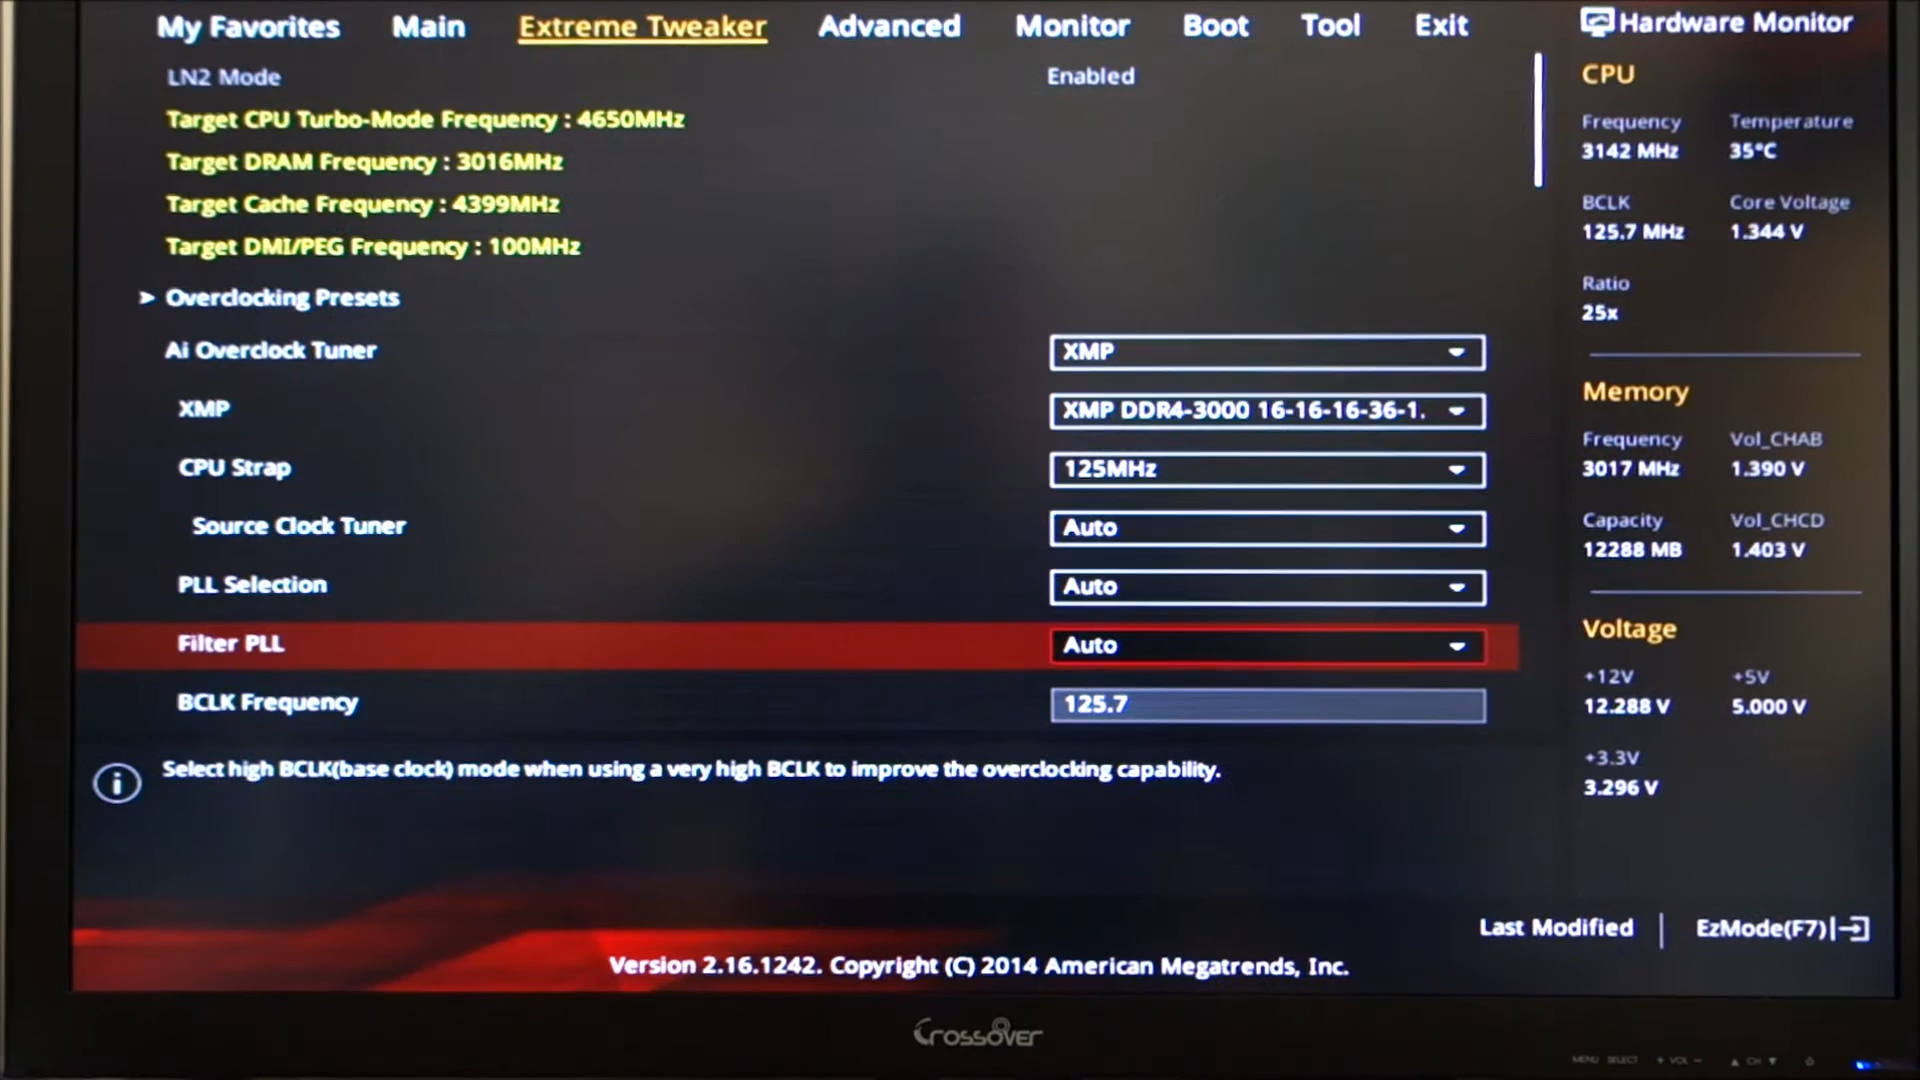 My Favorites Main Extreme Tweaker Advanced Monitor Boot Tool Exit
LN2 Mode Enabled
Target CPU Turbo-Mode Frequency : 4650MHz
Target DRAM Frequency : 3016MHz
Target Cache Frequency : 4399MHz
Target DMI/PEG Frequency : 100MHz
Overclocking Presets
Ai Overclock Tuner XMP
XMP XMP DDR4-3000 16-16-16-36-1.
CPU Strap 125MHz
Source Clock Tuner Auto
PLL Selection Auto
Filter PLL Auto
BCLK Frequency 125.7
Select high BCLK(base clock) mode when using a very high BCLK to improve the overclocking capability.
Hardware Monitor
CPU
Frequency Temperature
3142 MHz 35°C
BCLK Core Voltage
125.7 MHz 1.344 V
Ratio
25x
Memory
Frequency Vol_CHAB
3017 MHz 1.390 V
Capacity Vol_CHCD
12288 MB 1.403 V
Voltage
+12V +5V
12.288 V 5.000 V
+3.3V
3.296 V
Last Modified EzMode(F7)
Version 2.16.1242. Copyright (C) 2014 American Megatrends, Inc.
Crossover
MENU SELECT + VOL − ▲ CH ▼